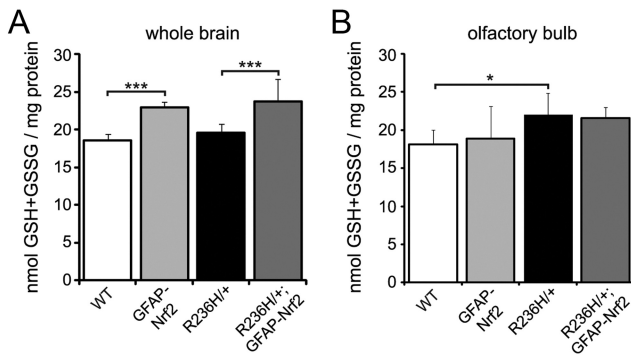 A
whole brain
nmol GSH+GSSG / mg protein
30
25
20
15
10
5
0
***
***
WT
GFAP-
Nrf2
R236H/+
R236H/+;
GFAP-Nrf2
B
olfactory bulb
nmol GSH+GSSG / mg protein
30
25
20
15
10
5
0
*
WT
GFAP-
Nrf2
R236H/+
R236H/+;
GFAP-Nrf2